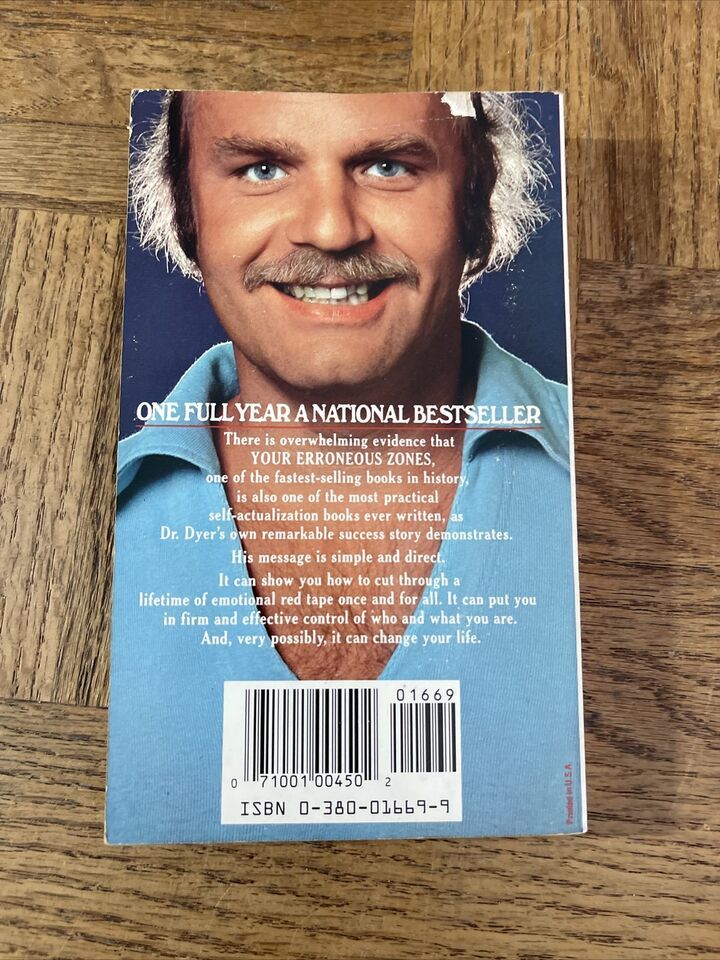 ONE FULL YEAR A NATIONAL BESTSELLER
There is overwhelming evidence that
YOUR ERRONEOUS ZONES,
one of the fastest-selling books in history,
is also one of the most practical
self-actualization books ever written, as
Dr. Dyer's own remarkable success story demonstrates.
His message is simple and direct.
It can show you how to cut through a
lifetime of emotional red tape once and for all. It can put you
in firm and effective control of who and what you are.
And, very possibly, it can change your life.
01669
0 71001 00450 2
ISBN 0-380-01669-9
Printed in U.S.A.